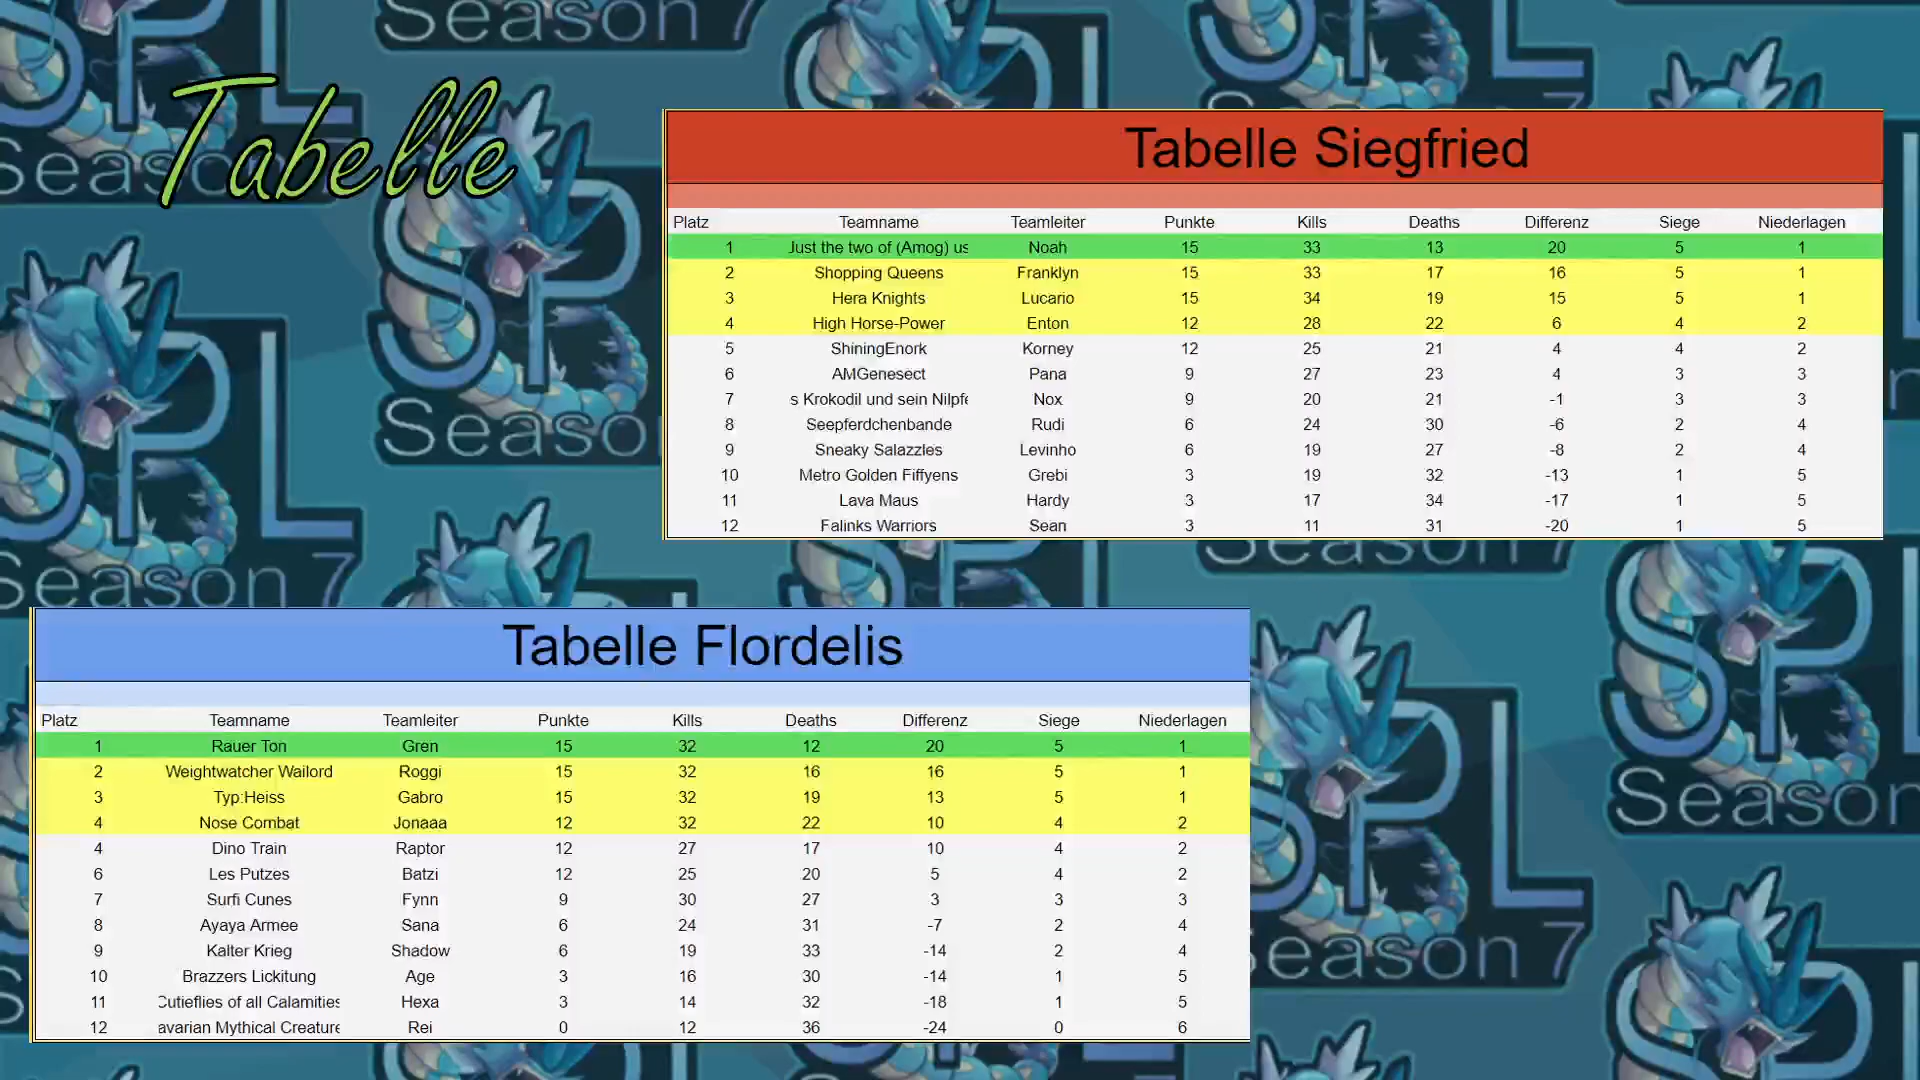 Tabelle
Tabelle Siegfried
Platz Teamname Teamleiter Punkte Kills Deaths Differenz Siege Niederlagen
1 Just the two of (Amog) us Noah 15 33 13 20 5 1
2 Shopping Queens Franklyn 15 33 17 16 5 1
3 Hera Knights Lucario 15 34 19 15 5 1
4 High Horse-Power Enton 12 28 22 6 4 2
5 ShiningEnork Korney 12 25 21 4 4 2
6 AMGenesect Pana 9 27 23 4 3 3
7 s Krokodil und sein Nilpfe Nox 9 20 21 -1 3 3
8 Seepferdchenbande Rudi 6 24 30 -6 2 4
9 Sneaky Salazzles Levinho 6 19 27 -8 2 4
10 Metro Golden Fiffyens Grebi 3 19 32 -13 1 5
11 Lava Maus Hardy 3 17 34 -17 1 5
12 Falinks Warriors Sean 3 11 31 -20 1 5
Tabelle Flordelis
Platz Teamname Teamleiter Punkte Kills Deaths Differenz Siege Niederlagen
1 Rauer Ton Gren 15 32 12 20 5 1
2 Weightwatcher Wailord Roggi 15 32 16 16 5 1
3 Typ:Heiss Gabro 15 32 19 13 5 1
4 Nose Combat Jonaaa 12 32 22 10 4 2
4 Dino Train Raptor 12 27 17 10 4 2
6 Les Putzes Batzi 12 25 20 5 4 2
7 Surfi Cunes Fynn 9 30 27 3 3 3
8 Ayaya Armee Sana 6 24 31 -7 2 4
9 Kalter Krieg Shadow 6 19 33 -14 2 4
10 Brazzers Lickitung Age 3 16 30 -14 1 5
11 Cutieflies of all Calamities Hexa 3 14 32 -18 1 5
12 avarian Mythical Creature Rei 0 12 36 -24 0 6
SPL
Season 7